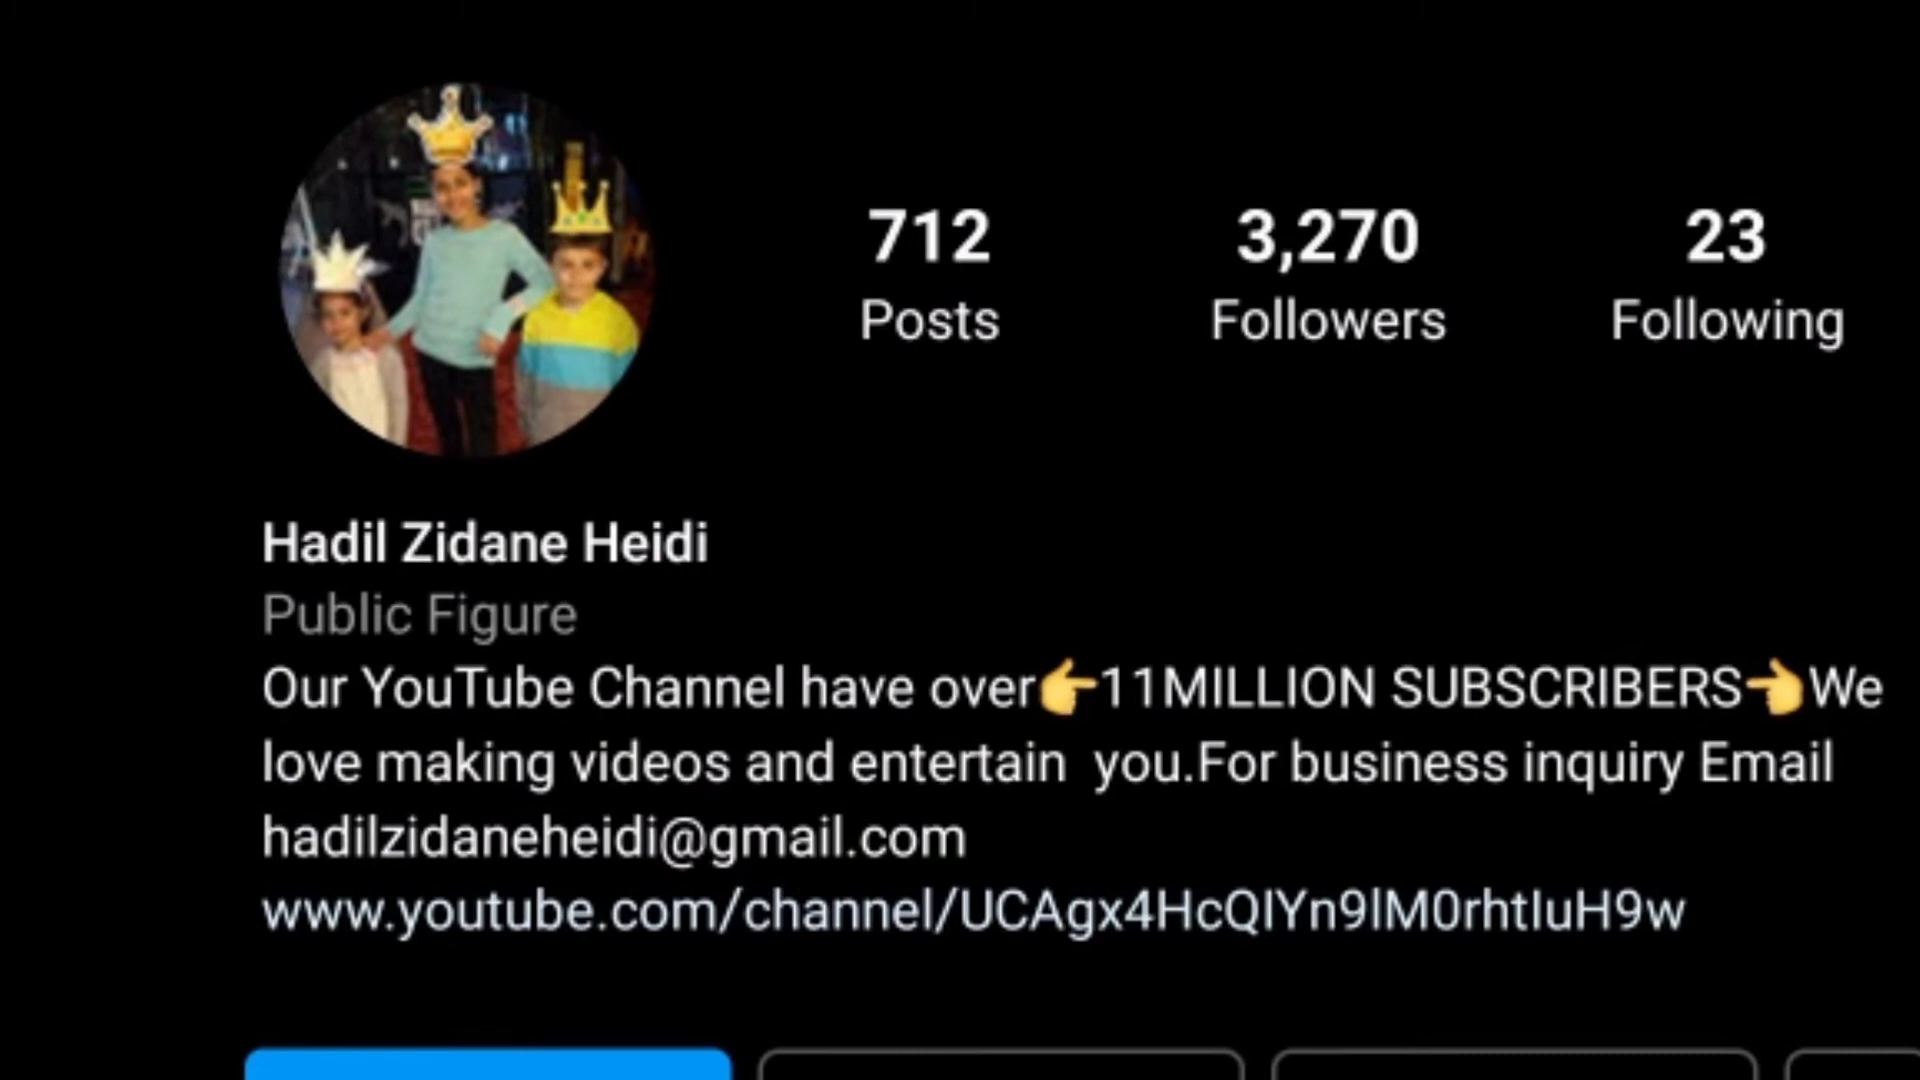 712 3,270 23
Posts Followers Following
Hadil Zidane Heidi
Public Figure
Our YouTube Channel have over👉11MILLION SUBSCRIBERS👈We
love making videos and entertain  you.For business inquiry Email
hadilzidaneheidi@gmail.com
www.youtube.com/channel/UCAgx4HcQIYn9lM0rhtIuH9w